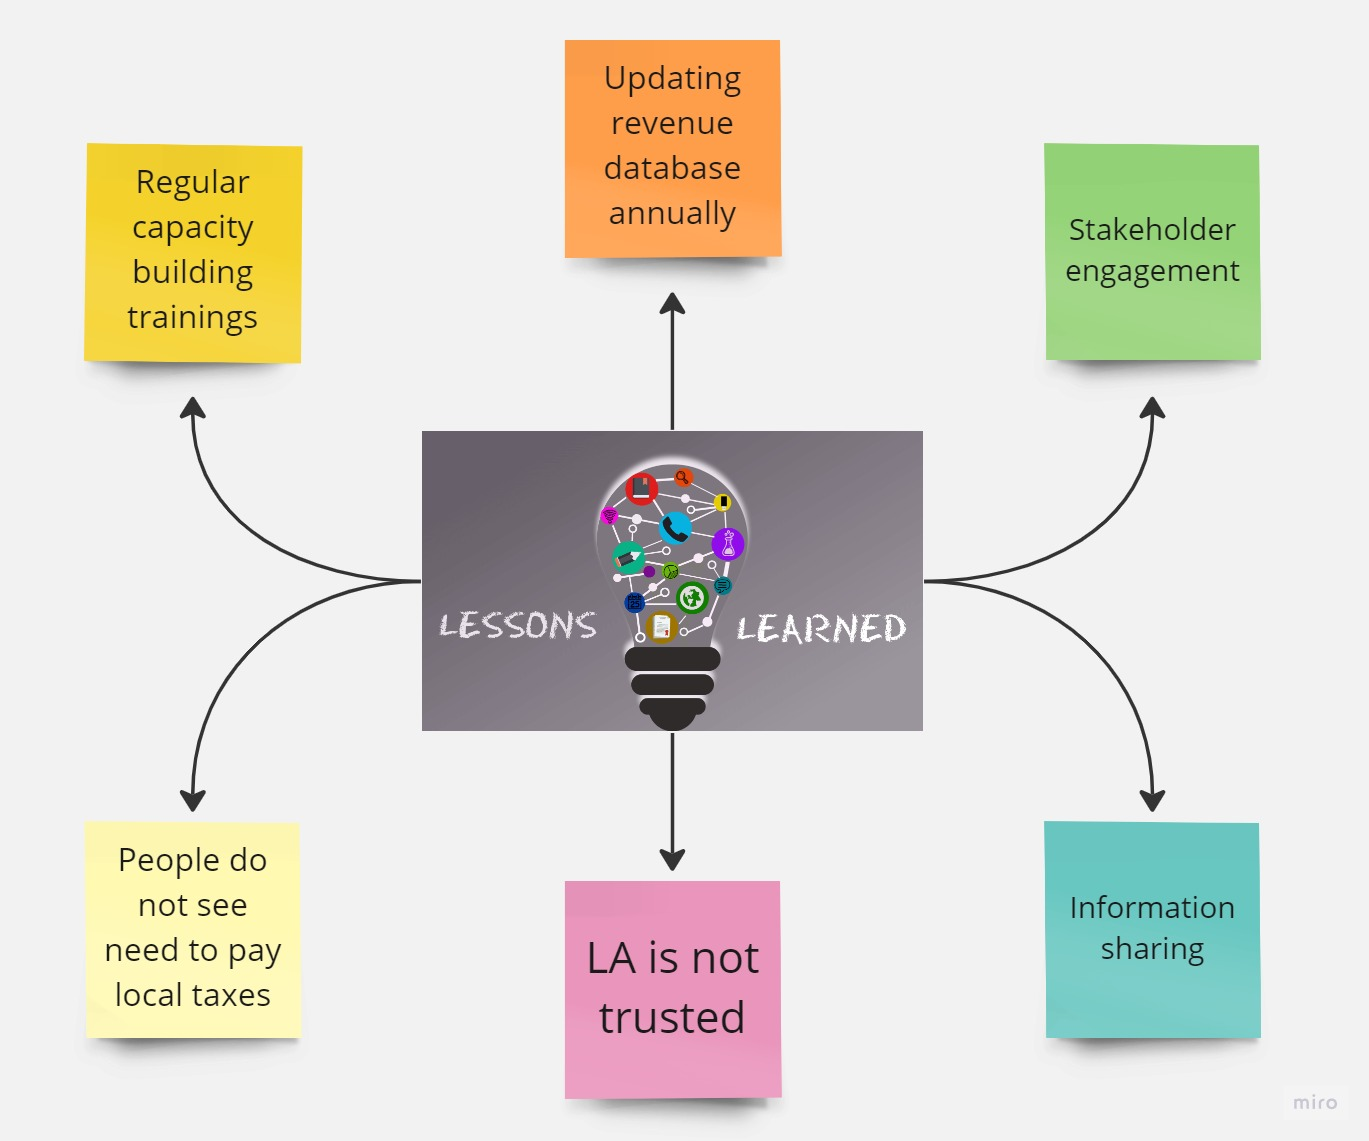 Updating
revenue
database
annually
Regular
capacity
building
trainings
Stakeholder
engagement
LESSONS
LEARNED
25
People do
not see
need to pay
local taxes
LA is not
trusted
Information
sharing
miro